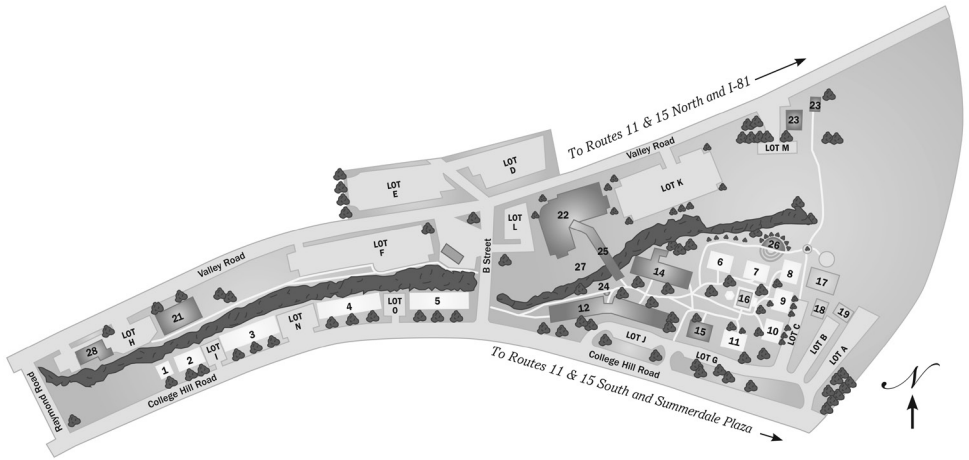 To Routes 11 & 15 North and I-81
23
23
LOT M
Valley Road
LOT D
LOT E
LOT K
LOT L
22
B Street
LOT F
Valley Road
25
26
27
6
7
8
14
17
24
16
9
18
19
12
15
10
11
LOT C
LOT B
LOT A
LOT J
LOT G
College Hill Road
To Routes 11 & 15 South and Summerdale Plaza
N
21
LOT H
28
4
LOT O
5
LOT N
3
LOT I
2
1
College Hill Road
Raymond Road